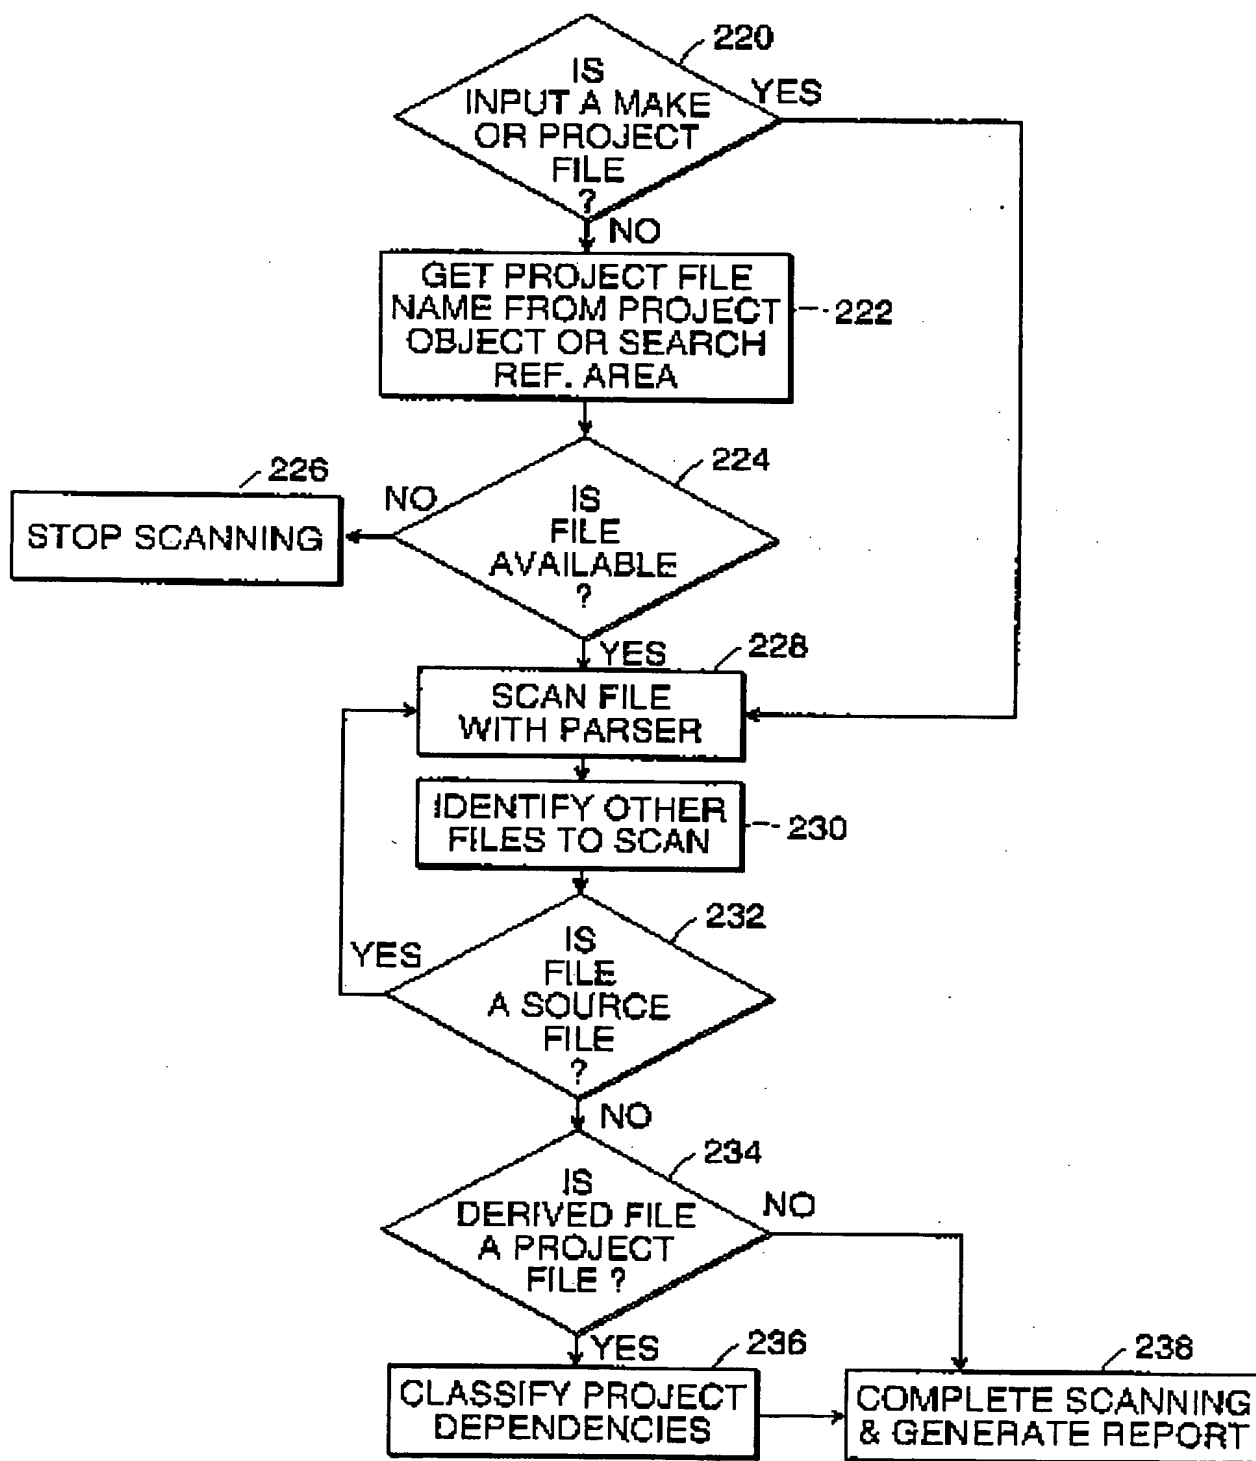 220
IS
INPUT A MAKE
OR PROJECT
FILE
?
YES
NO
GET PROJECT FILE
NAME FROM PROJECT
OBJECT OR SEARCH
REF. AREA
222
224
IS
FILE
AVAILABLE
?
NO
226
STOP SCANNING
YES
228
SCAN FILE
WITH PARSER
IDENTIFY OTHER
FILES TO SCAN
230
232
IS
FILE
A SOURCE
FILE
?
YES
NO
234
IS
DERIVED FILE
A PROJECT
FILE ?
NO
YES
236
CLASSIFY PROJECT
DEPENDENCIES
238
COMPLETE SCANNING
& GENERATE REPORT